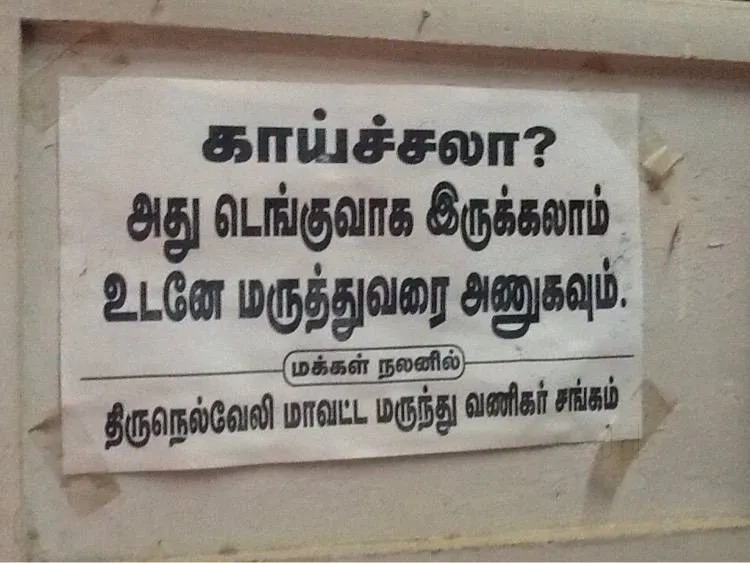 காய்ச்சலா?
அது டெங்குவாக இருக்கலாம்
உடனே மருத்துவரை அணுகவும்.
மக்கள் நலனில்
திருநெல்வேலி மாவட்ட மருந்து வணிகர் சங்கம்